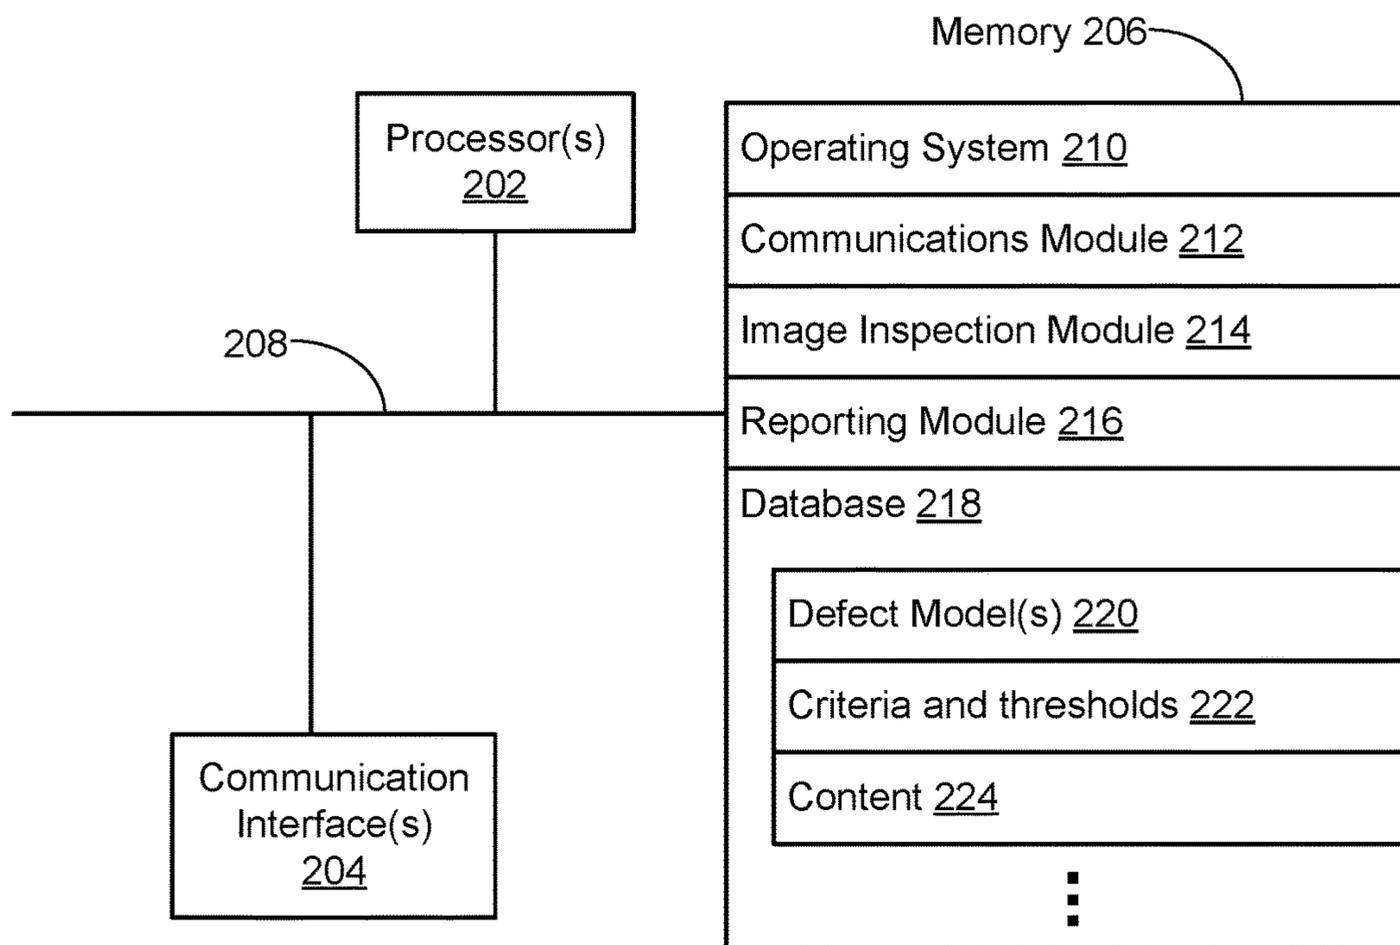 Memory 206
Processor(s)
202
Operating System 210
Communications Module 212
Image Inspection Module 214
208
Reporting Module 216
Database 218
Defect Model(s) 220
Criteria and thresholds 222
Content 224
Communication
Interface(s)
204